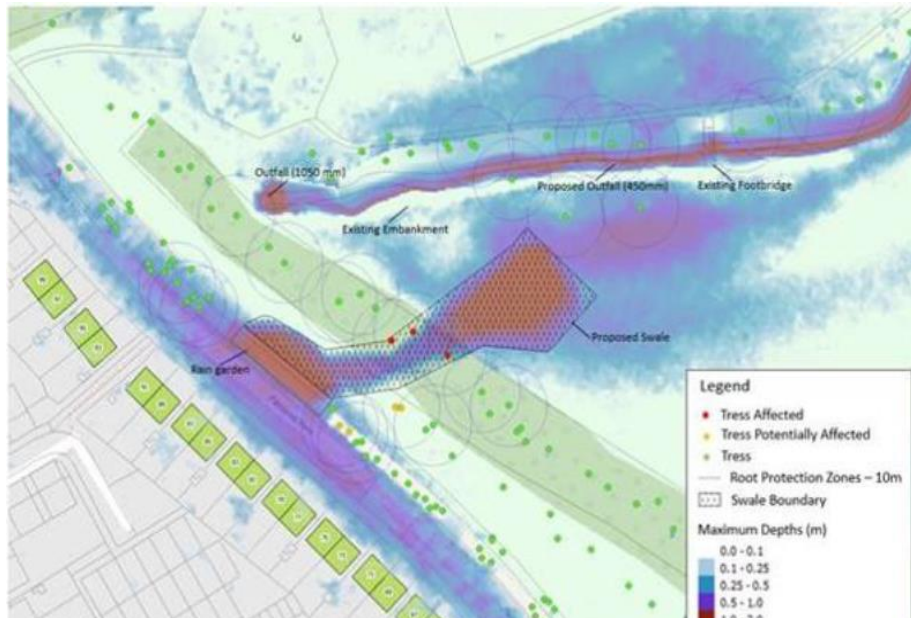 Outfall (1050 mm)
Proposed Outfall (450mm)
Existing Footbridge
Existing Embankment
Proposed Swale
Rain garden
Legend
Tress Affected
Tress Potentially Affected
Tress
Root Protection Zones – 10m
Swale Boundary
Maximum Depths (m)
0.0 - 0.1
0.1 - 0.25
0.25 - 0.5
0.5 - 1.0